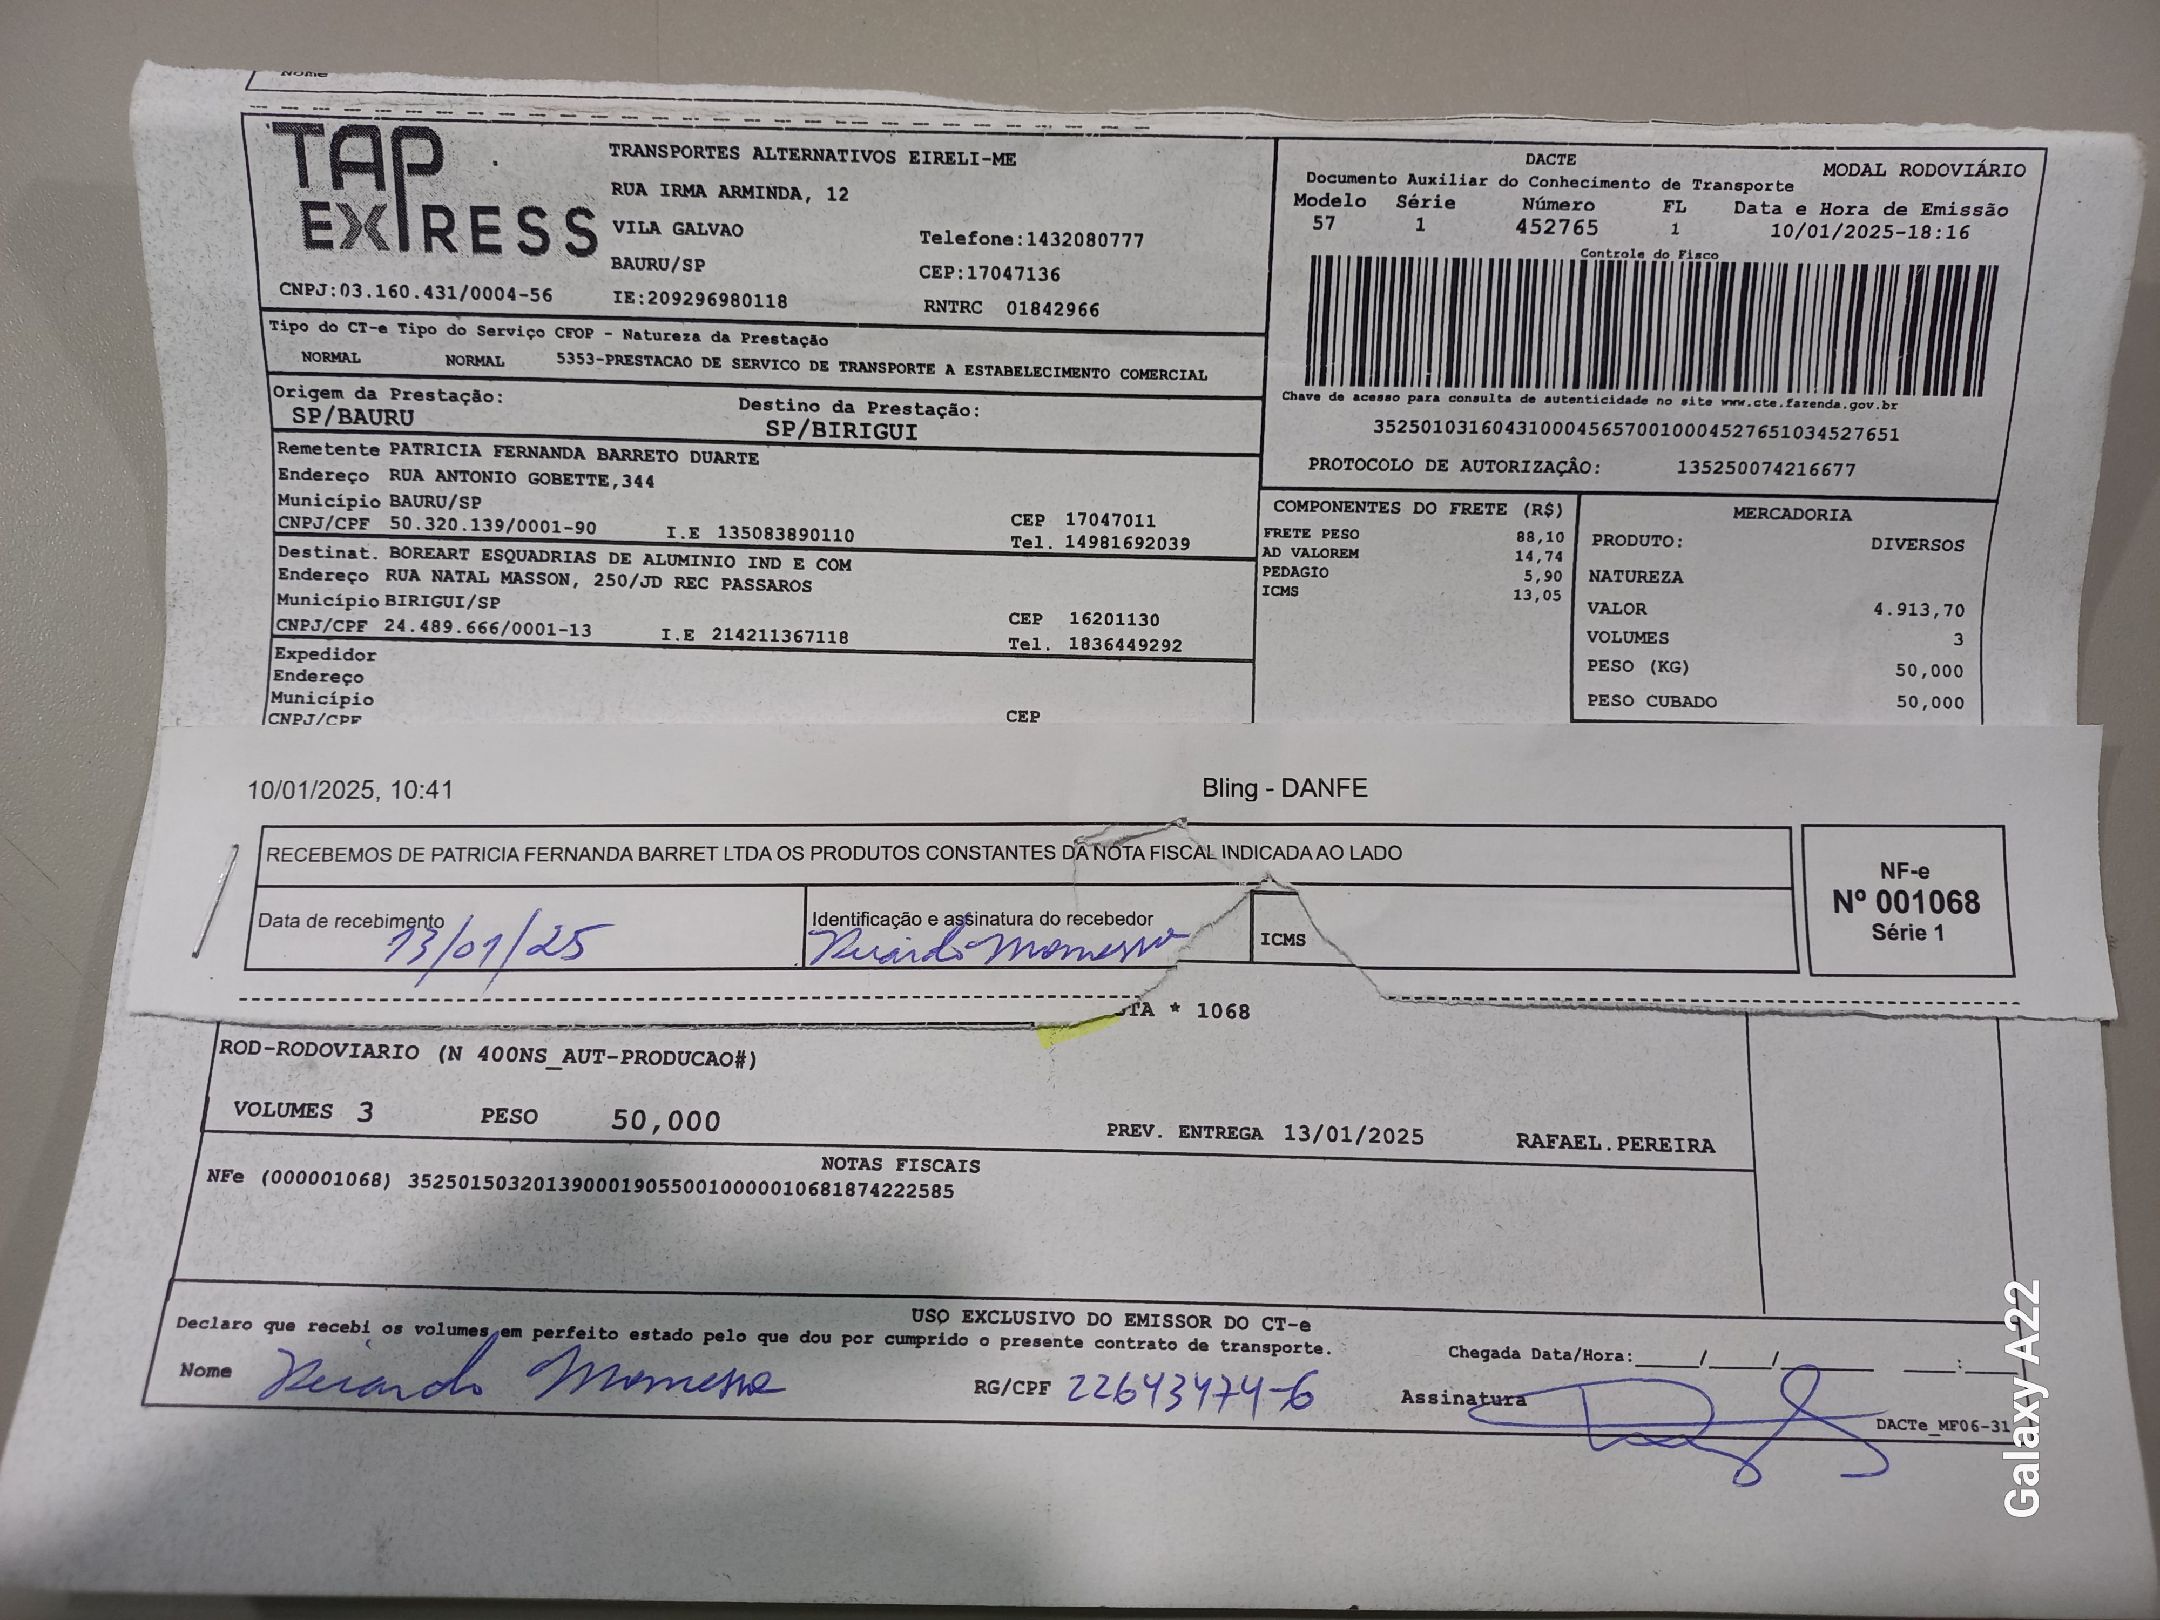 Nome
TAP EXPRESS
TRANSPORTES ALTERNATIVOS EIRELI-ME
RUA IRMA ARMINDA, 12
VILA GALVAO
Telefone:1432080777
BAURU/SP
CEP:17047136
CNPJ:03.160.431/0004-56
IE:209296980118
RNTRC 01842966
DACTE
MODAL RODOVIÁRIO
Documento Auxiliar do Conhecimento de Transporte
Modelo Série Número FL Data e Hora de Emissão
57 1 452765 1 10/01/2025-18:16
Controle do Fisco
Chave de acesso para consulta de autenticidade no site www.cte.fazenda.gov.br
35250103160431000456570010004527651034527651
PROTOCOLO DE AUTORIZAÇÂO: 135250074216677
Tipo do CT-e Tipo do Serviço CFOP - Natureza da Prestação
NORMAL NORMAL 5353-PRESTACAO DE SERVICO DE TRANSPORTE A ESTABELECIMENTO COMERCIAL
Origem da Prestação: Destino da Prestação:
SP/BAURU SP/BIRIGUI
Remetente PATRICIA FERNANDA BARRETO DUARTE
Endereço RUA ANTONIO GOBETTE,344
Município BAURU/SP CEP 17047011
CNPJ/CPF 50.320.139/0001-90 I.E 135083890110 Tel. 14981692039
Destinat. BOREART ESQUADRIAS DE ALUMINIO IND E COM
Endereço RUA NATAL MASSON, 250/JD REC PASSAROS
Município BIRIGUI/SP CEP 16201130
CNPJ/CPF 24.489.666/0001-13 I.E 214211367118 Tel. 1836449292
Expedidor
Endereço
Município
CNPJ/CPF CEP
COMPONENTES DO FRETE (R$)
FRETE PESO 88,10
AD VALOREM 14,74
PEDAGIO 5,90
ICMS 13,05
MERCADORIA
PRODUTO: DIVERSOS
NATUREZA
VALOR 4.913,70
VOLUMES 3
PESO (KG) 50,000
PESO CUBADO 50,000
10/01/2025, 10:41 Bling - DANFE
RECEBEMOS DE PATRICIA FERNANDA BARRET LTDA OS PRODUTOS CONSTANTES DA NOTA FISCAL INDICADA AO LADO
Data de recebimento
13/01/25
Identificação e assinatura do recebedor
Ricardo Momesso
ICMS
NF-e
Nº 001068
Série 1
TA * 1068
ROD-RODOVIARIO (N 400NS_AUT-PRODUCAO#)
VOLUMES 3 PESO 50,000
PREV. ENTREGA 13/01/2025 RAFAEL.PEREIRA
NOTAS FISCAIS
NFe (000001068) 35250150320139000190550010000010681874222585
USO EXCLUSIVO DO EMISSOR DO CT-e
Declaro que recebi os volumes em perfeito estado pelo que dou por cumprido o presente contrato de transporte.
Nome Ricardo Momesso
RG/CPF 22643474-6
Chegada Data/Hora:____/____/______ ___:___
Assinatura
DACTe_MF06-31
Galaxy A22